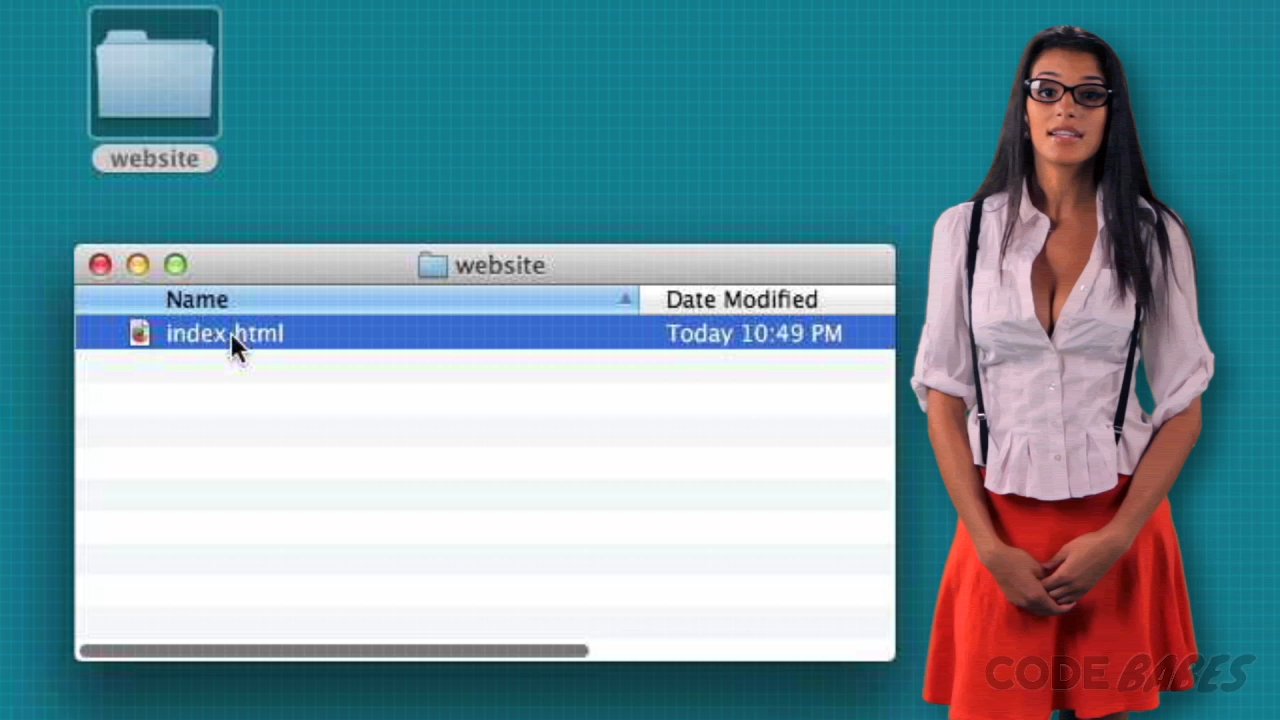 website
website
Name Date Modified
index.html Today 10:49 PM
CODE BABES